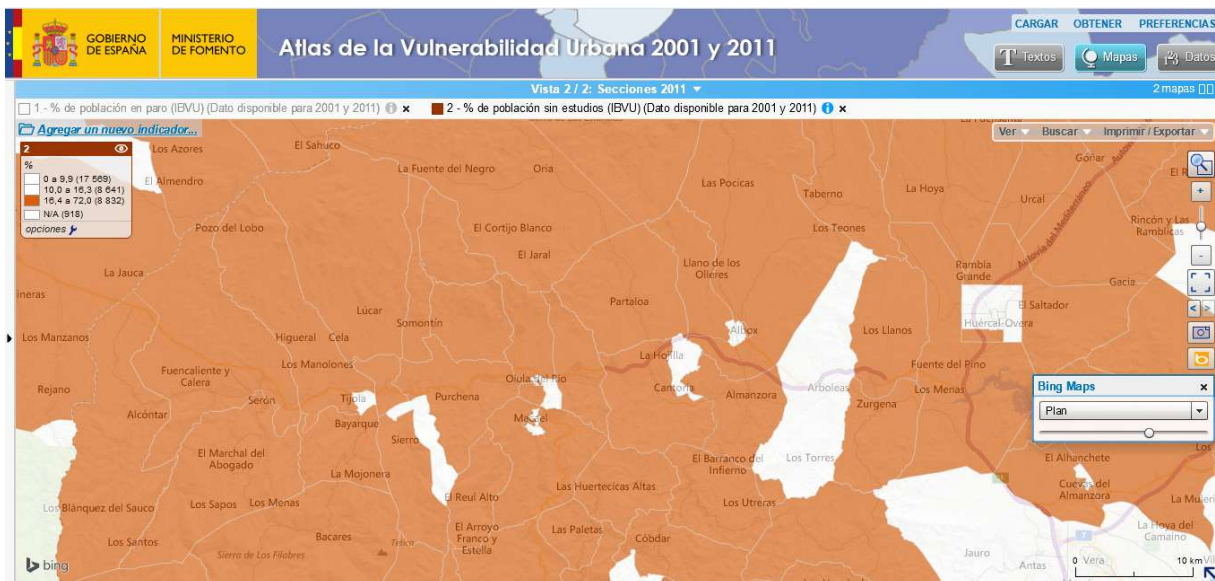 GOBIERNO
DE ESPAÑA
MINISTERIO
DE FOMENTO
Atlas de la Vulnerabilidad Urbana 2001 y 2011
CARGAR OBTENER PREFERENCIAS
Textos Mapas Datos
Vista 2 / 2: Secciones 2011
2 mapas
1 - % de población en paro (IBVU) (Dato disponible para 2001 y 2011)
2 - % de población sin estudios (IBVU) (Dato disponible para 2001 y 2011)
Agregar un nuevo indicador...
Ver Buscar Imprimir / Exportar
2
%
0 a 9,9 (17 569)
10,0 a 16,3 (8 641)
16,4 a 72,0 (8 832)
N/A (918)
opciones
Los Azores
El Sahuco
El Almendro
La Fuente del Negro
Oria
Las Pocicas
Taberno
La Hoya
Goñar
Urcal
Autovía del Mediterráneo
Rincón y Las
Ramblicas
Pozo del Lobo
El Cortijo Blanco
Los Teones
El Jaral
Llano de los
Olleres
Rambla
Grande
La Jauca
Gacia
Partaloa
El Saltador
Lúcar
Somontín
Albox
Huércal-Overa
Los Manzanos
Higueral
Cela
La Hojilla
Los Llanos
Fuencaliente y
Calera
Los Manolones
Fuente del Pino
Rejano
Serón
Tíjola
Purchena
Olula del Río
Cantoria
Almanzora
Arboleas
Zurgena
Los Menas
Alcóntar
Bayarque
Macael
Sierro
El Marchal del
Abogado
La Mojonera
El Barranco del
Infierno
Los Torres
El Alhanchete
Cuevas del
Almanzora
Los Blánquez del Sauco
Los Sapos
Los Menas
El Reul Alto
Las Huertecicas Altas
Los Utreras
La Hoya del
Camaino
Los Santos
Bacares
Tetica
El Arroyo
Franco y
Estella
Las Paletas
Cóbdar
Sierra de Los Filabres
Jauro
Antas
Vera
Bing Maps
Plan
0 10 km
bing